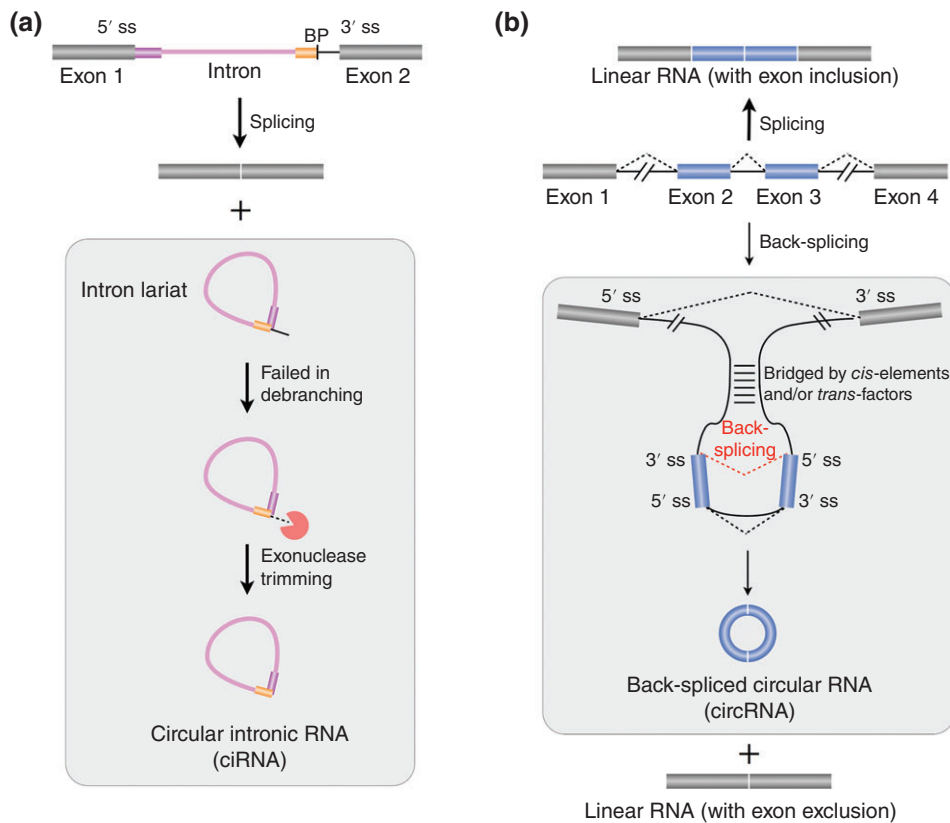 (a)
5′ ss
BP
3′ ss
Exon 1
Intron
Exon 2
Splicing
+
Intron lariat
Failed in
debranching
Exonuclease
trimming
Circular intronic RNA
(ciRNA)
(b)
Linear RNA (with exon inclusion)
Splicing
Exon 1
Exon 2
Exon 3
Exon 4
Back-splicing
5′ ss
3′ ss
Bridged by cis-elements
and/or trans-factors
Back-
splicing
3′ ss
5′ ss
5′ ss
3′ ss
Back-spliced circular RNA
(circRNA)
+
Linear RNA (with exon exclusion)